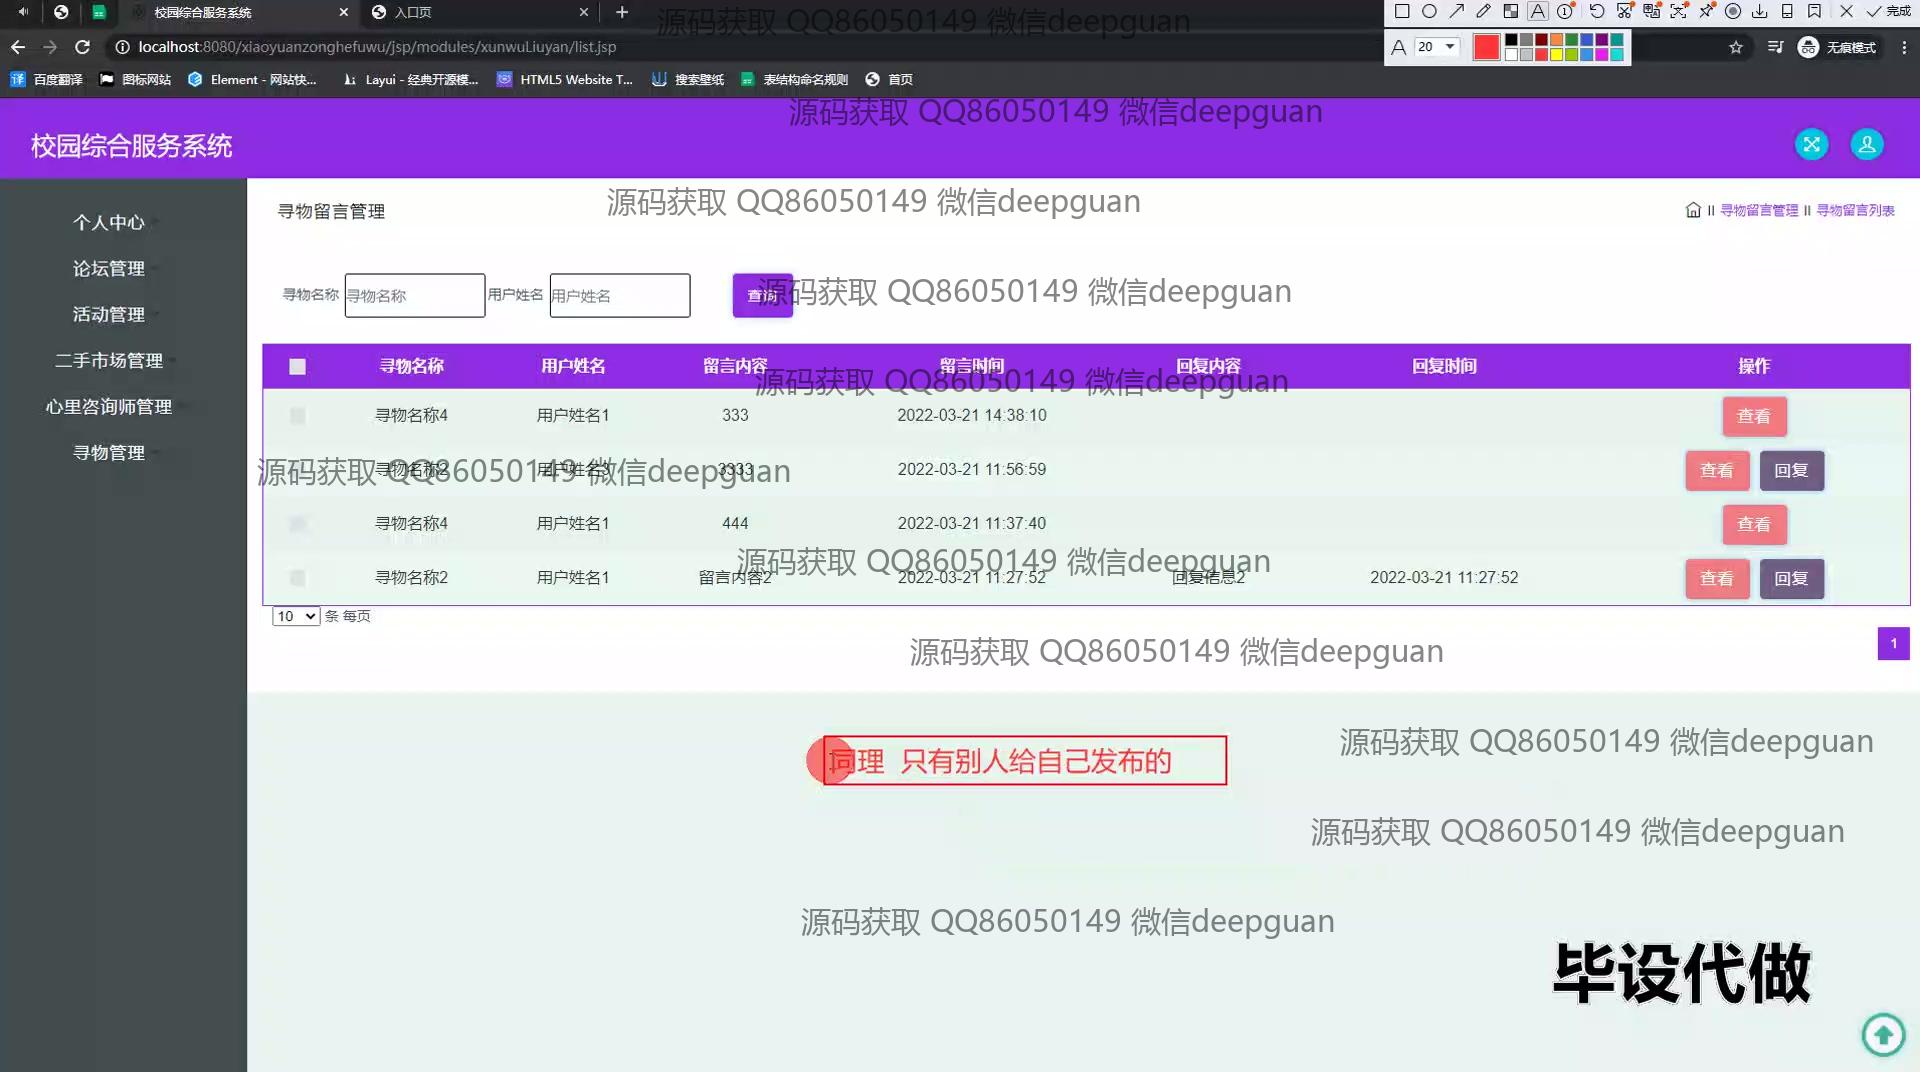 校园综合服务系统
入口页
源码获取 QQ86050149 微信deepguan
完成
localhost:8080/xiaoyuanzonghefuwu/jsp/modules/xunwuLiuyan/list.jsp
A 20
无痕模式
百度翻译 图标网站 Element - 网站快... Layui - 经典开源模... HTML5 Website T... 搜索壁纸 表结构命名规则 首页
源码获取 QQ86050149 微信deepguan
校园综合服务系统
源码获取 QQ86050149 微信deepguan
个人中心
论坛管理
活动管理
二手市场管理
心里咨询师管理
寻物管理
寻物留言管理
寻物留言管理 寻物留言列表
寻物名称 寻物名称 用户姓名 用户姓名 查询
源码获取 QQ86050149 微信deepguan
寻物名称 用户姓名 留言内容 留言时间 回复内容 回复时间 操作
源码获取 QQ86050149 微信deepguan
寻物名称4 用户姓名1 333 2022-03-21 14:38:10 查看
寻物名称2 用户姓名3 3333 2022-03-21 11:56:59 查看 回复
源码获取 QQ86050149 微信deepguan
寻物名称4 用户姓名1 444 2022-03-21 11:37:40 查看
源码获取 QQ86050149 微信deepguan
寻物名称2 用户姓名1 留言内容2 2022-03-21 11:27:52 回复信息2 2022-03-21 11:27:52 查看 回复
10 条 每页
1
源码获取 QQ86050149 微信deepguan
源码获取 QQ86050149 微信deepguan
同理 只有别人给自己发布的
源码获取 QQ86050149 微信deepguan
源码获取 QQ86050149 微信deepguan
毕设代做